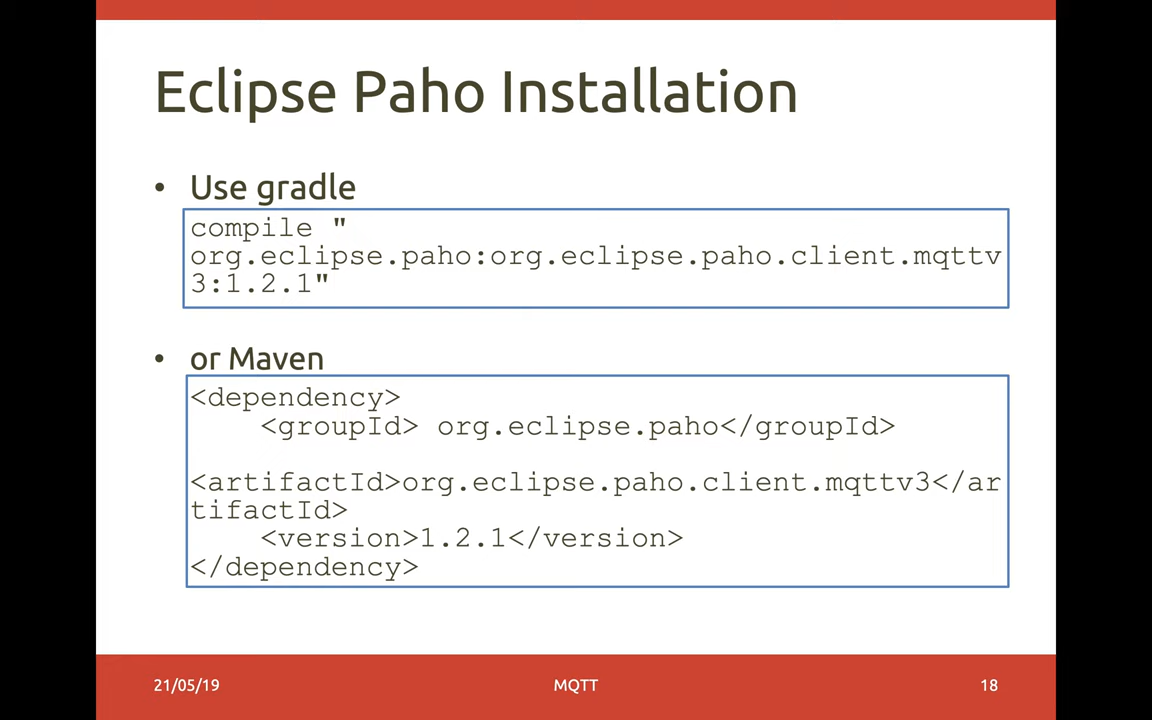 Eclipse Paho Installation
• Use gradle
compile "
org.eclipse.paho:org.eclipse.paho.client.mqttv
3:1.2.1"
• or Maven
<dependency>
    <groupId> org.eclipse.paho</groupId>
<artifactId>org.eclipse.paho.client.mqttv3</ar
tifactId>
    <version>1.2.1</version>
</dependency>
21/05/19 MQTT 18